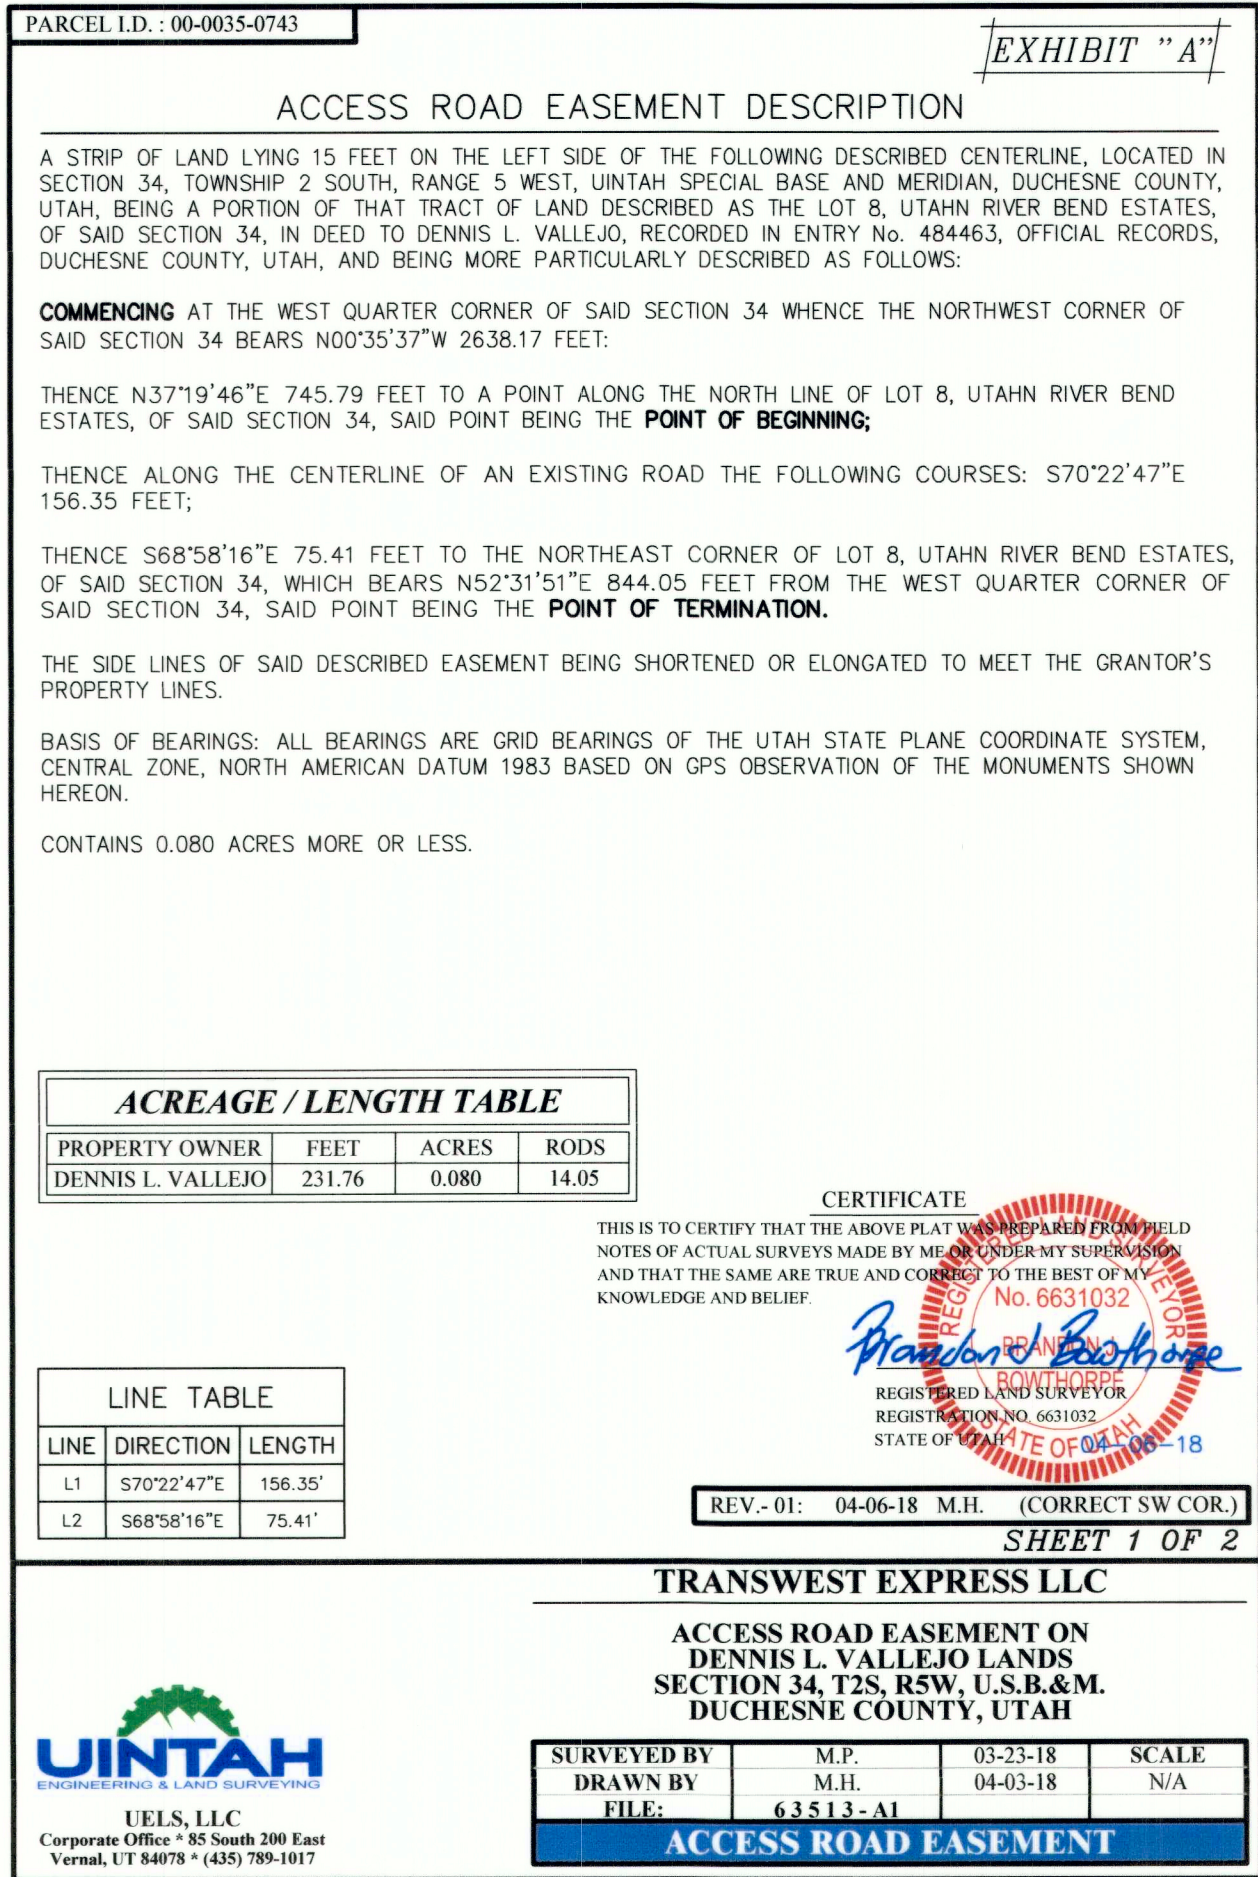 PARCEL I.D. : 00-0035-0743
EXHIBIT "A"
ACCESS ROAD EASEMENT DESCRIPTION
A STRIP OF LAND LYING 15 FEET ON THE LEFT SIDE OF THE FOLLOWING DESCRIBED CENTERLINE, LOCATED IN
SECTION 34, TOWNSHIP 2 SOUTH, RANGE 5 WEST, UINTAH SPECIAL BASE AND MERIDIAN, DUCHESNE COUNTY,
UTAH, BEING A PORTION OF THAT TRACT OF LAND DESCRIBED AS THE LOT 8, UTAHN RIVER BEND ESTATES,
OF SAID SECTION 34, IN DEED TO DENNIS L. VALLEJO, RECORDED IN ENTRY No. 484463, OFFICIAL RECORDS,
DUCHESNE COUNTY, UTAH, AND BEING MORE PARTICULARLY DESCRIBED AS FOLLOWS:
COMMENCING AT THE WEST QUARTER CORNER OF SAID SECTION 34 WHENCE THE NORTHWEST CORNER OF
SAID SECTION 34 BEARS N00°35'37"W 2638.17 FEET:
THENCE N37°19'46"E 745.79 FEET TO A POINT ALONG THE NORTH LINE OF LOT 8, UTAHN RIVER BEND
ESTATES, OF SAID SECTION 34, SAID POINT BEING THE POINT OF BEGINNING;
THENCE ALONG THE CENTERLINE OF AN EXISTING ROAD THE FOLLOWING COURSES: S70°22'47"E
156.35 FEET;
THENCE S68°58'16"E 75.41 FEET TO THE NORTHEAST CORNER OF LOT 8, UTAHN RIVER BEND ESTATES,
OF SAID SECTION 34, WHICH BEARS N52°31'51"E 844.05 FEET FROM THE WEST QUARTER CORNER OF
SAID SECTION 34, SAID POINT BEING THE POINT OF TERMINATION.
THE SIDE LINES OF SAID DESCRIBED EASEMENT BEING SHORTENED OR ELONGATED TO MEET THE GRANTOR'S
PROPERTY LINES.
BASIS OF BEARINGS: ALL BEARINGS ARE GRID BEARINGS OF THE UTAH STATE PLANE COORDINATE SYSTEM,
CENTRAL ZONE, NORTH AMERICAN DATUM 1983 BASED ON GPS OBSERVATION OF THE MONUMENTS SHOWN
HEREON.
CONTAINS 0.080 ACRES MORE OR LESS.
ACREAGE / LENGTH TABLE
PROPERTY OWNER FEET ACRES RODS
DENNIS L. VALLEJO 231.76 0.080 14.05
CERTIFICATE
THIS IS TO CERTIFY THAT THE ABOVE PLAT WAS PREPARED FROM FIELD
NOTES OF ACTUAL SURVEYS MADE BY ME OR UNDER MY SUPERVISION
AND THAT THE SAME ARE TRUE AND CORRECT TO THE BEST OF MY
KNOWLEDGE AND BELIEF.
REGISTERED LAND SURVEYOR
No. 6631032
BRANDON J.
BOWTHORPE
STATE OF UTAH
Brandon J Bowthorpe
REGISTERED LAND SURVEYOR
REGISTRATION NO. 6631032
STATE OF UTAH
04-06-18
LINE TABLE
LINE DIRECTION LENGTH
L1 S70°22'47"E 156.35'
L2 S68°58'16"E 75.41'
REV.- 01: 04-06-18 M.H. (CORRECT SW COR.)
SHEET 1 OF 2
TRANSWEST EXPRESS LLC
ACCESS ROAD EASEMENT ON
DENNIS L. VALLEJO LANDS
SECTION 34, T2S, R5W, U.S.B.&M.
DUCHESNE COUNTY, UTAH
UINTAH
ENGINEERING & LAND SURVEYING
UELS, LLC
Corporate Office * 85 South 200 East
Vernal, UT 84078 * (435) 789-1017
SURVEYED BY M.P. 03-23-18 SCALE
DRAWN BY M.H. 04-03-18 N/A
FILE: 63513-A1
ACCESS ROAD EASEMENT